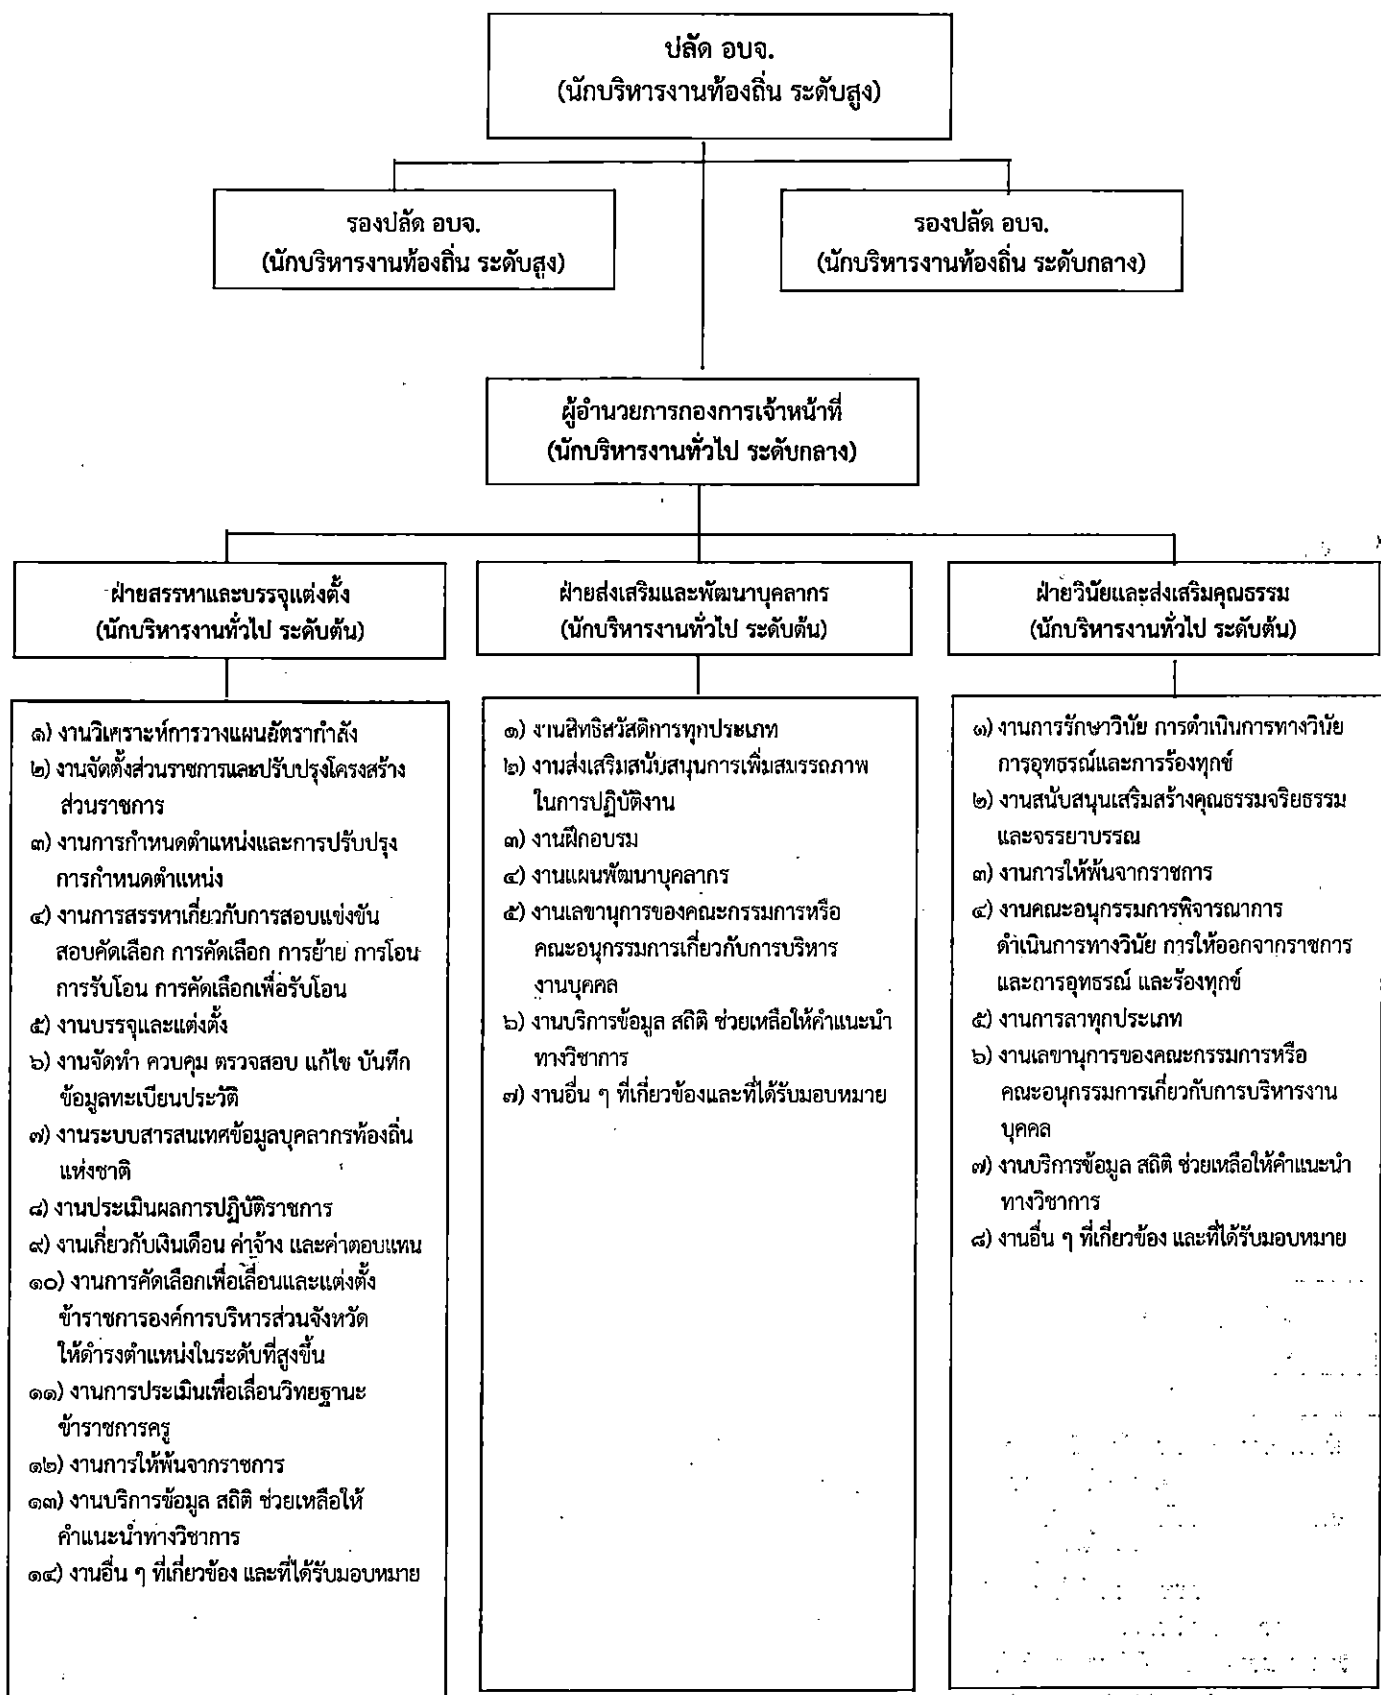 ปลัด อบจ.
(นักบริหารงานท้องถิ่น ระดับสูง)
รองปลัด อบจ.
(นักบริหารงานท้องถิ่น ระดับสูง)
รองปลัด อบจ.
(นักบริหารงานท้องถิ่น ระดับกลาง)
ผู้อำนวยการกองการเจ้าหน้าที่
(นักบริหารงานทั่วไป ระดับกลาง)
ฝ่ายสรรหาและบรรจุแต่งตั้ง
(นักบริหารงานทั่วไป ระดับต้น)
ฝ่ายส่งเสริมและพัฒนาบุคลากร
(นักบริหารงานทั่วไป ระดับต้น)
ฝ่ายวินัยและส่งเสริมคุณธรรม
(นักบริหารงานทั่วไป ระดับต้น)
๑) งานวิเคราะห์การวางแผนอัตรากำลัง
๒) งานจัดตั้งส่วนราชการและปรับปรุงโครงสร้าง
ส่วนราชการ
๓) งานการกำหนดตำแหน่งและการปรับปรุง
การกำหนดตำแหน่ง
๔) งานการสรรหาเกี่ยวกับการสอบแข่งขัน
สอบคัดเลือก การคัดเลือก การย้าย การโอน
การรับโอน การคัดเลือกเพื่อรับโอน
๕) งานบรรจุและแต่งตั้ง
๖) งานจัดทำ ควบคุม ตรวจสอบ แก้ไข บันทึก
ข้อมูลทะเบียนประวัติ
๗) งานระบบสารสนเทศข้อมูลบุคลากรท้องถิ่น
แห่งชาติ
๘) งานประเมินผลการปฏิบัติราชการ
๙) งานเกี่ยวกับเงินเดือน ค่าจ้าง และค่าตอบแทน
๑๐) งานการคัดเลือกเพื่อเลื่อนและแต่งตั้ง
ข้าราชการองค์การบริหารส่วนจังหวัด
ให้ดำรงตำแหน่งในระดับที่สูงขึ้น
๑๑) งานการประเมินเพื่อเลื่อนวิทยฐานะ
ข้าราชการครู
๑๒) งานการให้พ้นจากราชการ
๑๓) งานบริการข้อมูล สถิติ ช่วยเหลือให้
คำแนะนำทางวิชาการ
๑๔) งานอื่น ๆ ที่เกี่ยวข้อง และที่ได้รับมอบหมาย
๑) งานสิทธิสวัสดิการทุกประเภท
๒) งานส่งเสริมสนับสนุนการเพิ่มสมรรถภาพ
ในการปฏิบัติงาน
๓) งานฝึกอบรม
๔) งานแผนพัฒนาบุคลากร
๕) งานเลขานุการของคณะกรรมการหรือ
คณะอนุกรรมการเกี่ยวกับการบริหาร
งานบุคคล
๖) งานบริการข้อมูล สถิติ ช่วยเหลือให้คำแนะนำ
ทางวิชาการ
๗) งานอื่น ๆ ที่เกี่ยวข้องและที่ได้รับมอบหมาย
๑) งานการรักษาวินัย การดำเนินการทางวินัย
การอุทธรณ์และการร้องทุกข์
๒) งานสนับสนุนเสริมสร้างคุณธรรมจริยธรรม
และจรรยาบรรณ
๓) งานการให้พ้นจากราชการ
๔) งานคณะอนุกรรมการพิจารณาการ
ดำเนินการทางวินัย การให้ออกจากราชการ
และการอุทธรณ์ และร้องทุกข์
๕) งานการลาทุกประเภท
๖) งานเลขานุการของคณะกรรมการหรือ
คณะอนุกรรมการเกี่ยวกับการบริหารงาน
บุคคล
๗) งานบริการข้อมูล สถิติ ช่วยเหลือให้คำแนะนำ
ทางวิชาการ
๘) งานอื่น ๆ ที่เกี่ยวข้อง และที่ได้รับมอบหมาย